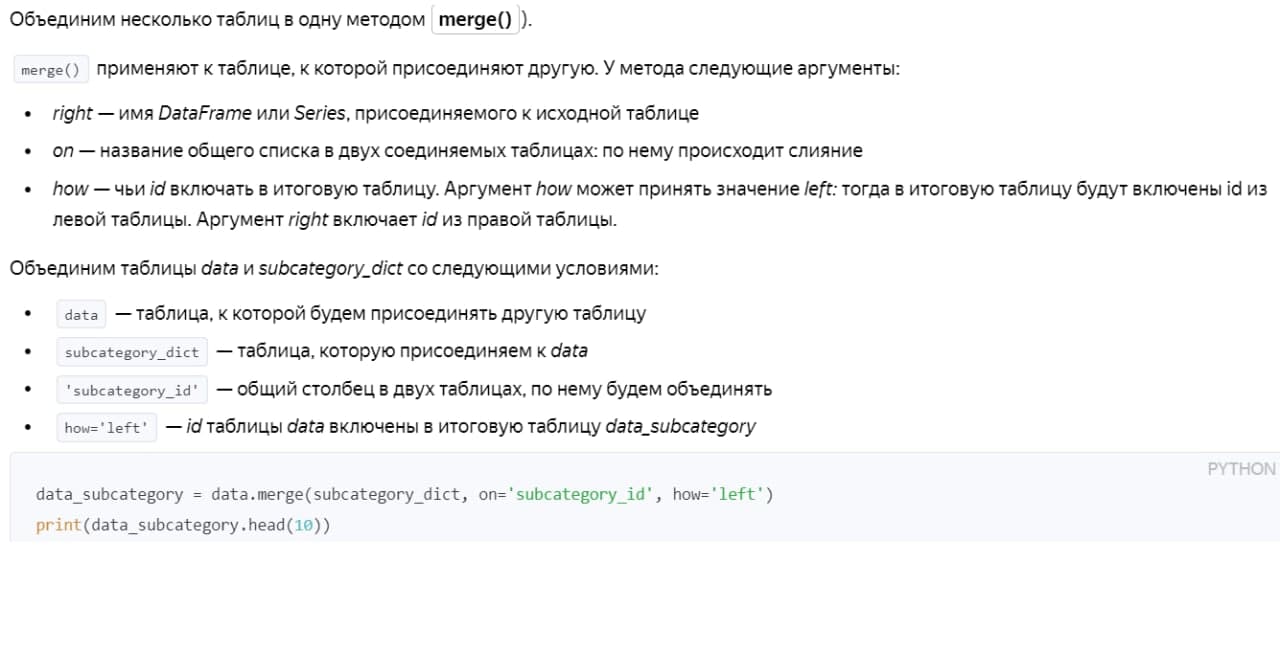 Объединим несколько таблиц в одну методом merge() ).
merge() применяют к таблице, к которой присоединяют другую. У метода следующие аргументы:
• right — имя DataFrame или Series, присоединяемого к исходной таблице
• on — название общего списка в двух соединяемых таблицах: по нему происходит слияние
• how — чьи id включать в итоговую таблицу. Аргумент how может принять значение left: тогда в итоговую таблицу будут включены id из
левой таблицы. Аргумент right включает id из правой таблицы.
Объединим таблицы data и subcategory_dict со следующими условиями:
• data — таблица, к которой будем присоединять другую таблицу
• subcategory_dict — таблица, которую присоединяем к data
• 'subcategory_id' — общий столбец в двух таблицах, по нему будем объединять
• how='left' — id таблицы data включены в итоговую таблицу data_subcategory
PYTHON
data_subcategory = data.merge(subcategory_dict, on='subcategory_id', how='left')
print(data_subcategory.head(10))